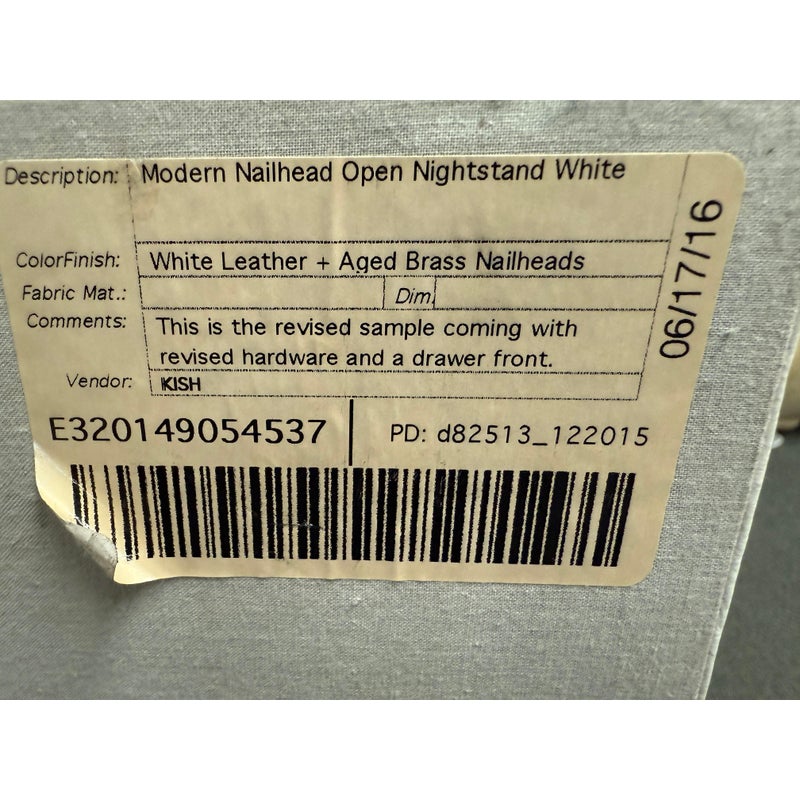 Description: Modern Nailhead Open Nightstand White
ColorFinish: White Leather + Aged Brass Nailheads
Fabric Mat.: Dim.
Comments: This is the revised sample coming with
revised hardware and a drawer front.
Vendor: KISH
E320149054537 PD: d82513_122015
06/17/16